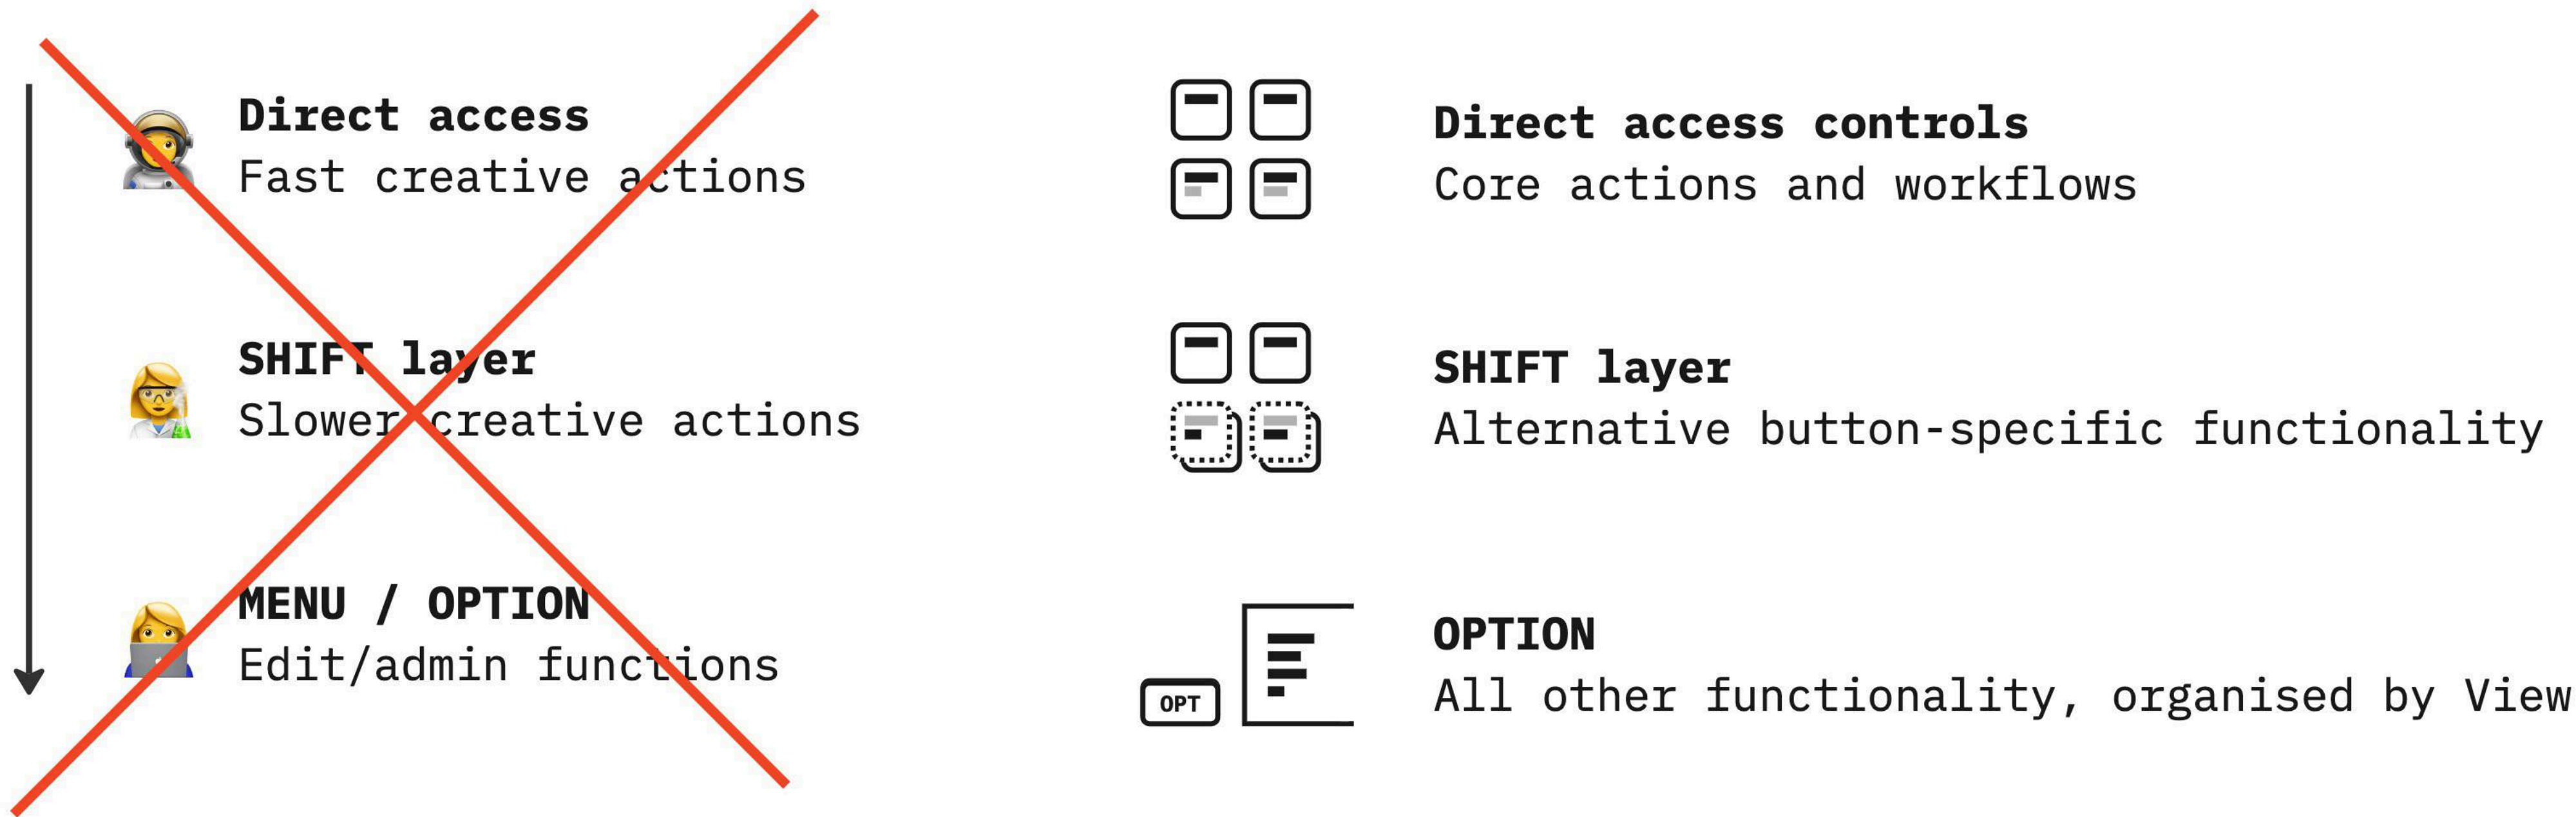 Direct access
Fast creative actions
SHIFT layer
Slower creative actions
MENU / OPTION
Edit/admin functions
Direct access controls
Core actions and workflows
SHIFT layer
Alternative button-specific functionality
OPT
OPTION
All other functionality, organised by View